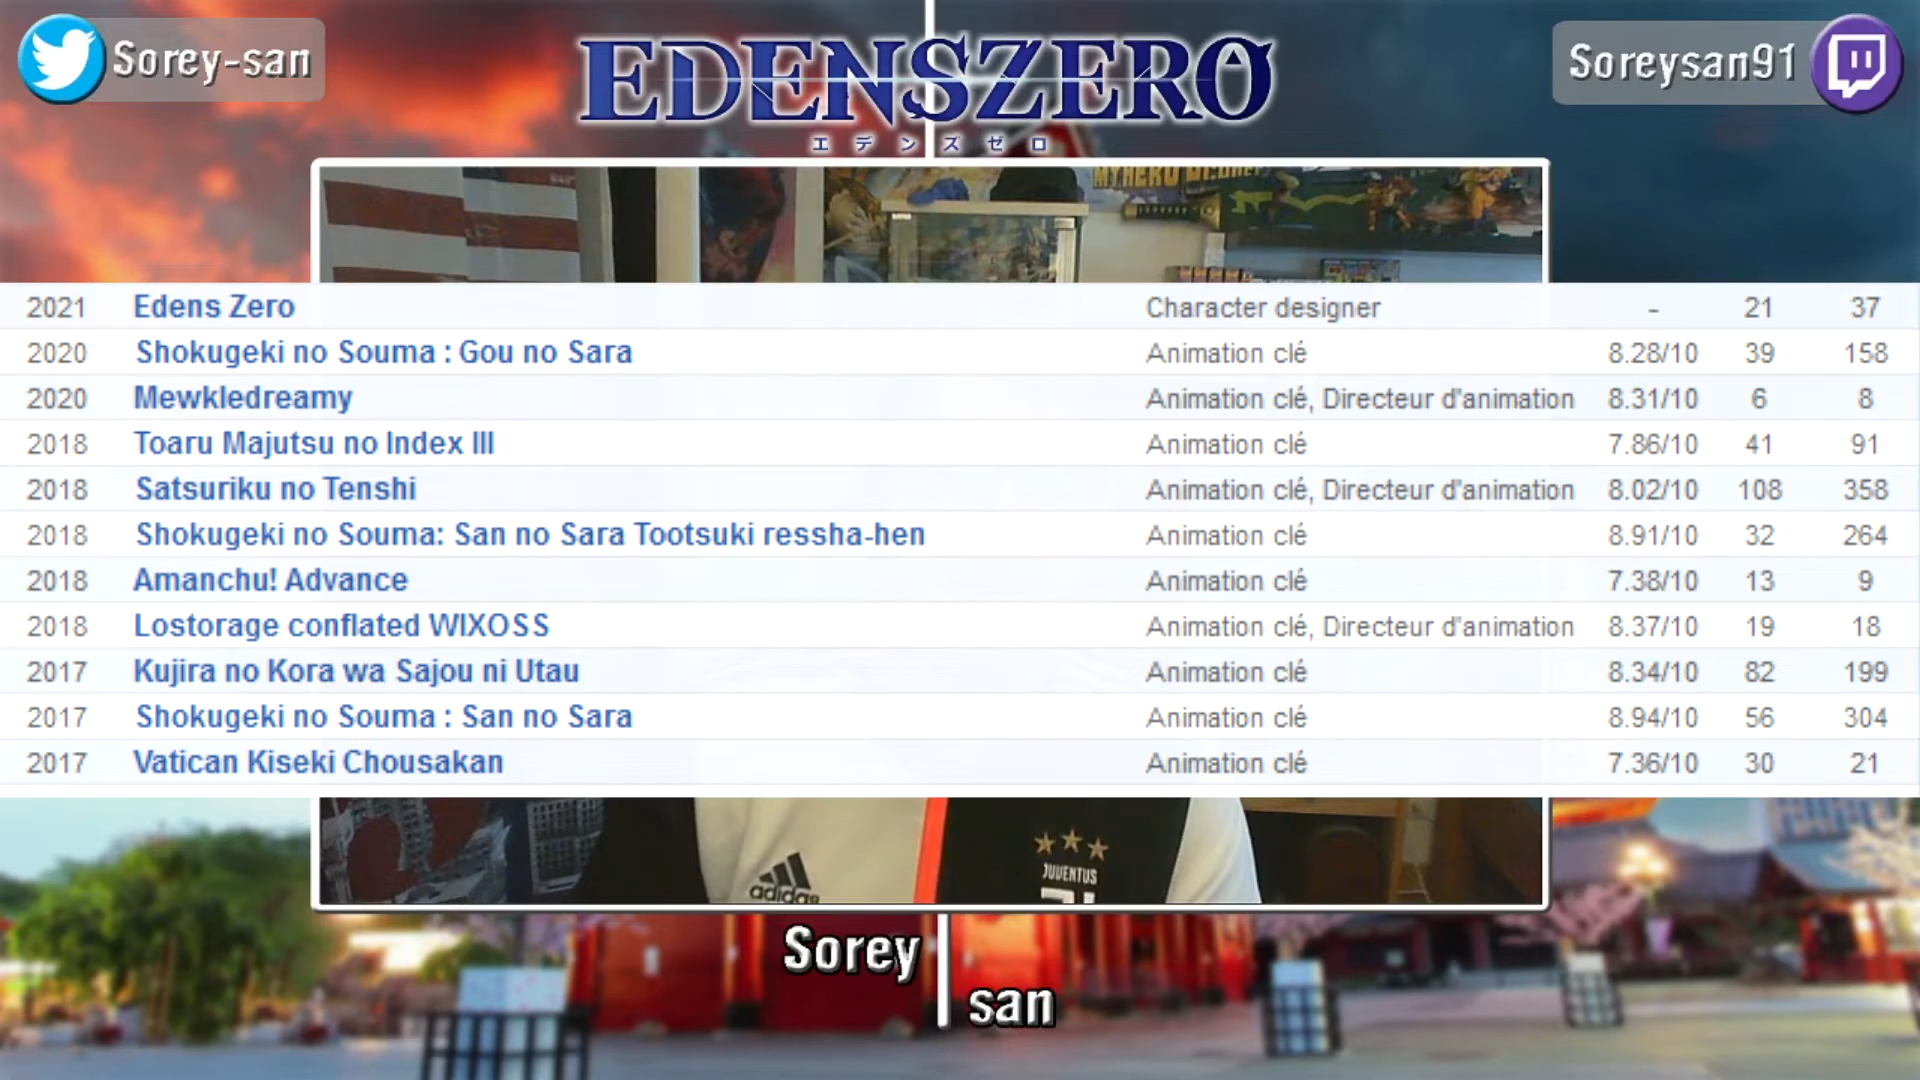 Sorey-san
EDENSZERO
Soreysan91
エデンズゼロ
MY HERO
2021 Edens Zero Character designer - 21 37
2020 Shokugeki no Souma : Gou no Sara Animation clé 8.28/10 39 158
2020 Mewkledreamy Animation clé, Directeur d'animation 8.31/10 6 8
2018 Toaru Majutsu no Index III Animation clé 7.86/10 41 91
2018 Satsuriku no Tenshi Animation clé, Directeur d'animation 8.02/10 108 358
2018 Shokugeki no Souma: San no Sara Tootsuki ressha-hen Animation clé 8.91/10 32 264
2018 Amanchu! Advance Animation clé 7.38/10 13 9
2018 Lostorage conflated WIXOSS Animation clé, Directeur d'animation 8.37/10 19 18
2017 Kujira no Kora wa Sajou ni Utau Animation clé 8.34/10 82 199
2017 Shokugeki no Souma : San no Sara Animation clé 8.94/10 56 304
2017 Vatican Kiseki Chousakan Animation clé 7.36/10 30 21
adidas
JUVENTUS
Sorey
san